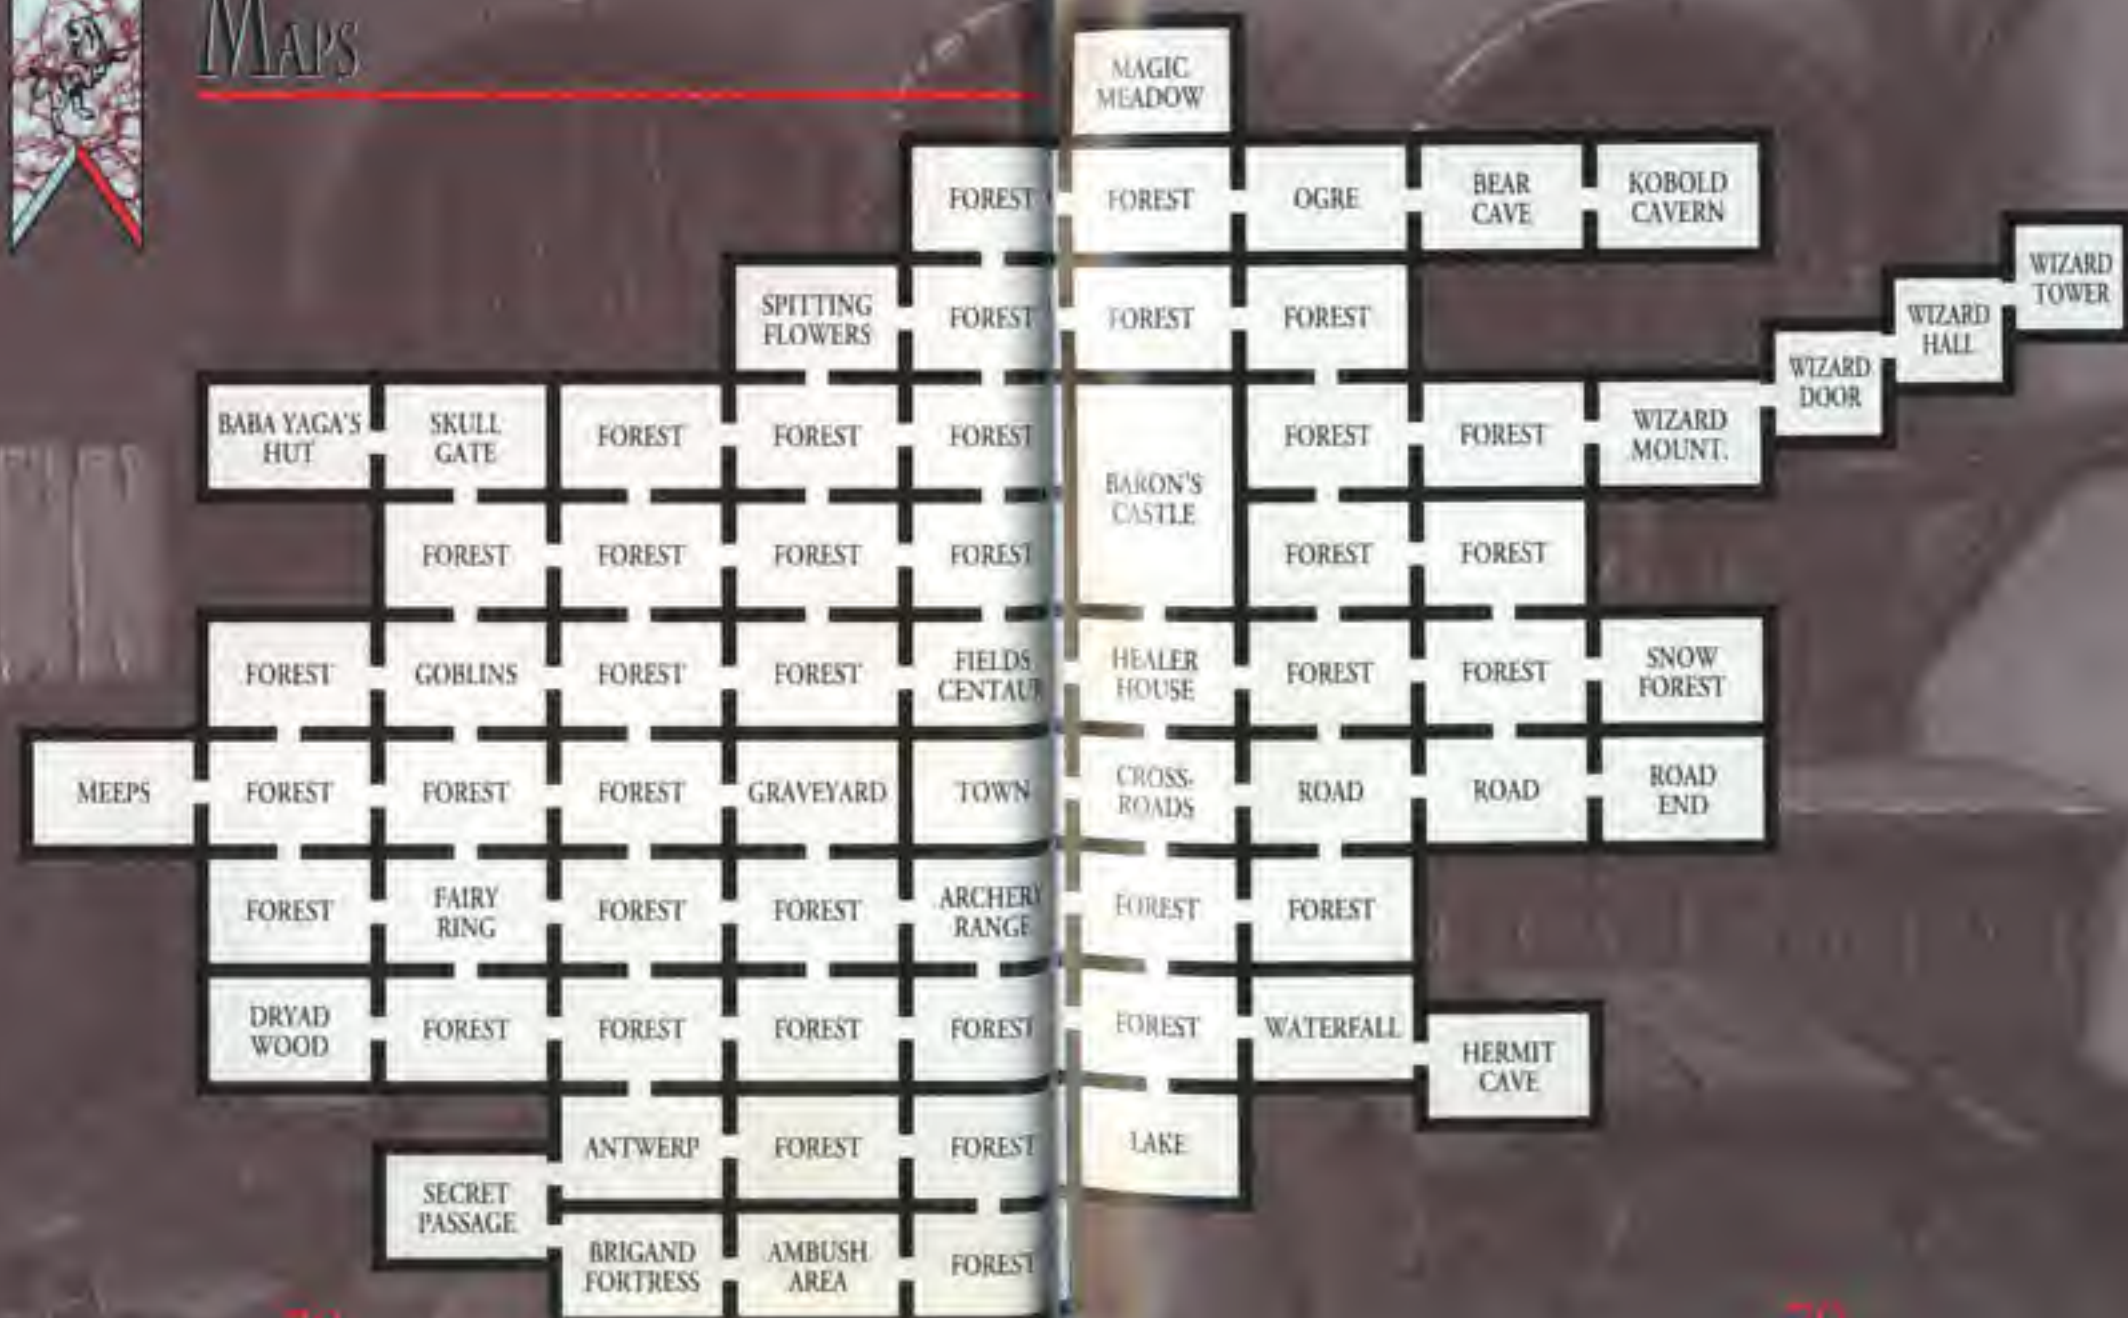 MAPS
MAGIC
MEADOW
FOREST
FOREST
OGRE
BEAR
CAVE
KOBOLD
CAVERN
WIZARD
TOWER
SPITTING
FLOWERS
FOREST
FOREST
FOREST
WIZARD
HALL
WIZARD
DOOR
BABA YAGA'S
HUT
SKULL
GATE
FOREST
FOREST
FOREST
BARON'S
CASTLE
FOREST
FOREST
WIZARD
MOUNT.
FOREST
FOREST
FOREST
FOREST
FOREST
FOREST
FOREST
GOBLINS
FOREST
FOREST
FIELDS
CENTAUR
HEALER
HOUSE
FOREST
FOREST
SNOW
FOREST
MEEPS
FOREST
FOREST
FOREST
GRAVEYARD
TOWN
CROSS-
ROADS
ROAD
ROAD
ROAD
END
FOREST
FAIRY
RING
FOREST
FOREST
ARCHERY
RANGE
FOREST
FOREST
DRYAD
WOOD
FOREST
FOREST
FOREST
FOREST
FOREST
WATERFALL
HERMIT
CAVE
ANTWERP
FOREST
FOREST
LAKE
SECRET
PASSAGE
BRIGAND
FORTRESS
AMBUSH
AREA
FOREST